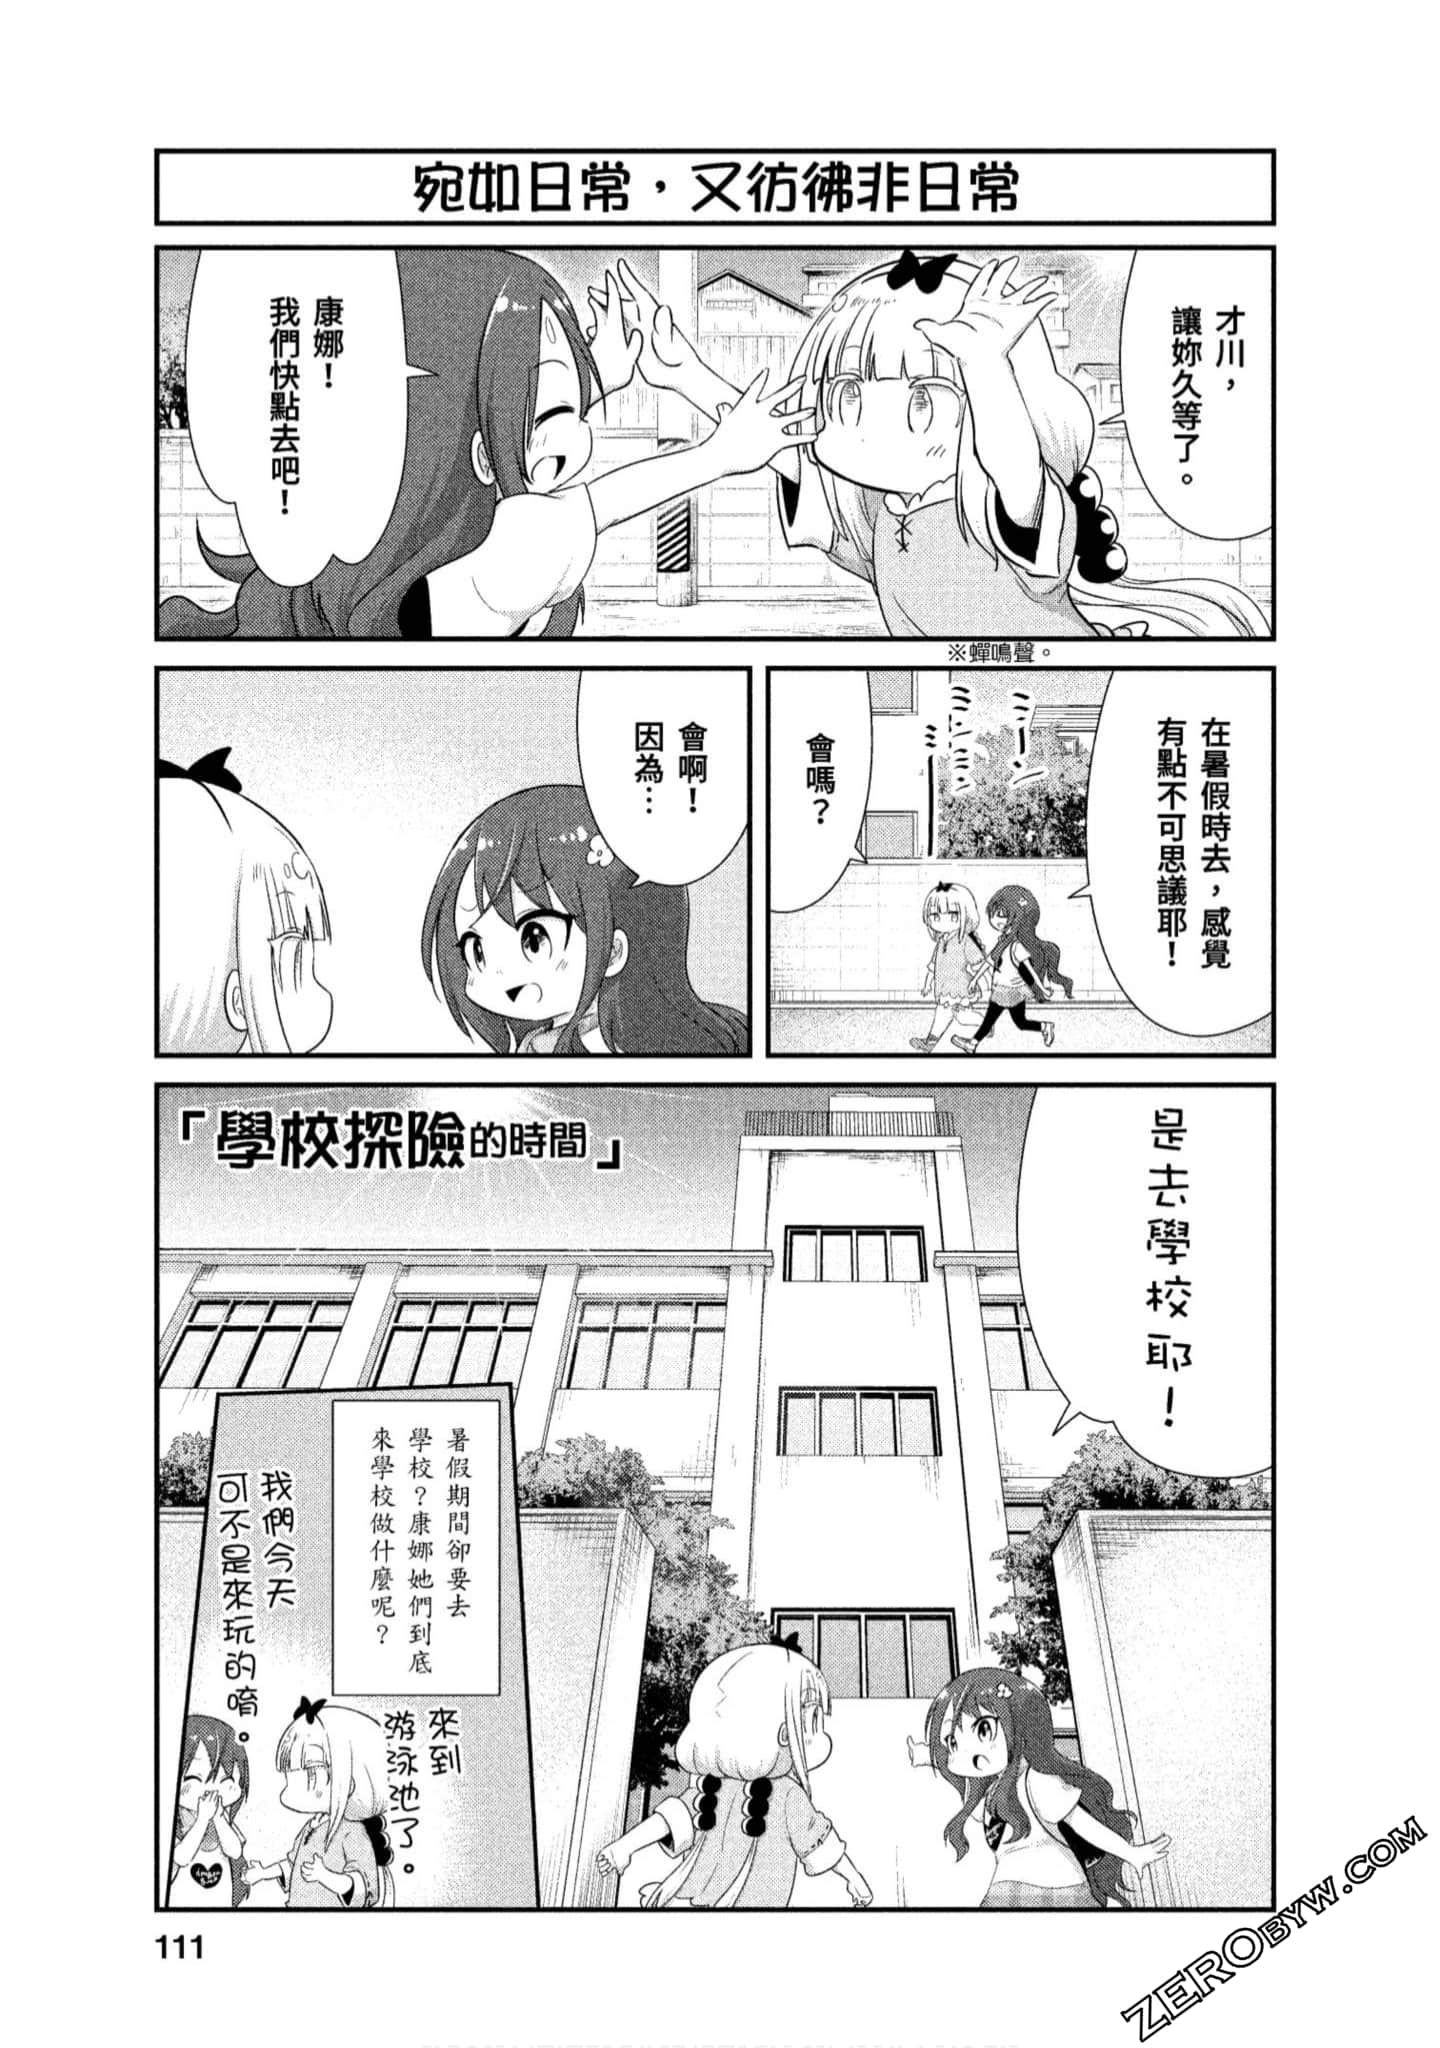 宛如日常，又彷彿非日常
才川，
讓妳久等了。
康娜！
我們快點去吧！
※蟬鳴聲。
在暑假時去，感覺
有點不可思議耶！
ミーン
ミンミン
會嗎？
會啊！
因為…
是去學校耶！
「學校探險的時間」
暑假期間卻要去
學校？康娜她們到底
來學校做什麼呢？
來到
游泳池了。
我們今天
可不是來玩的唷。
111
ZEROBYW.COM